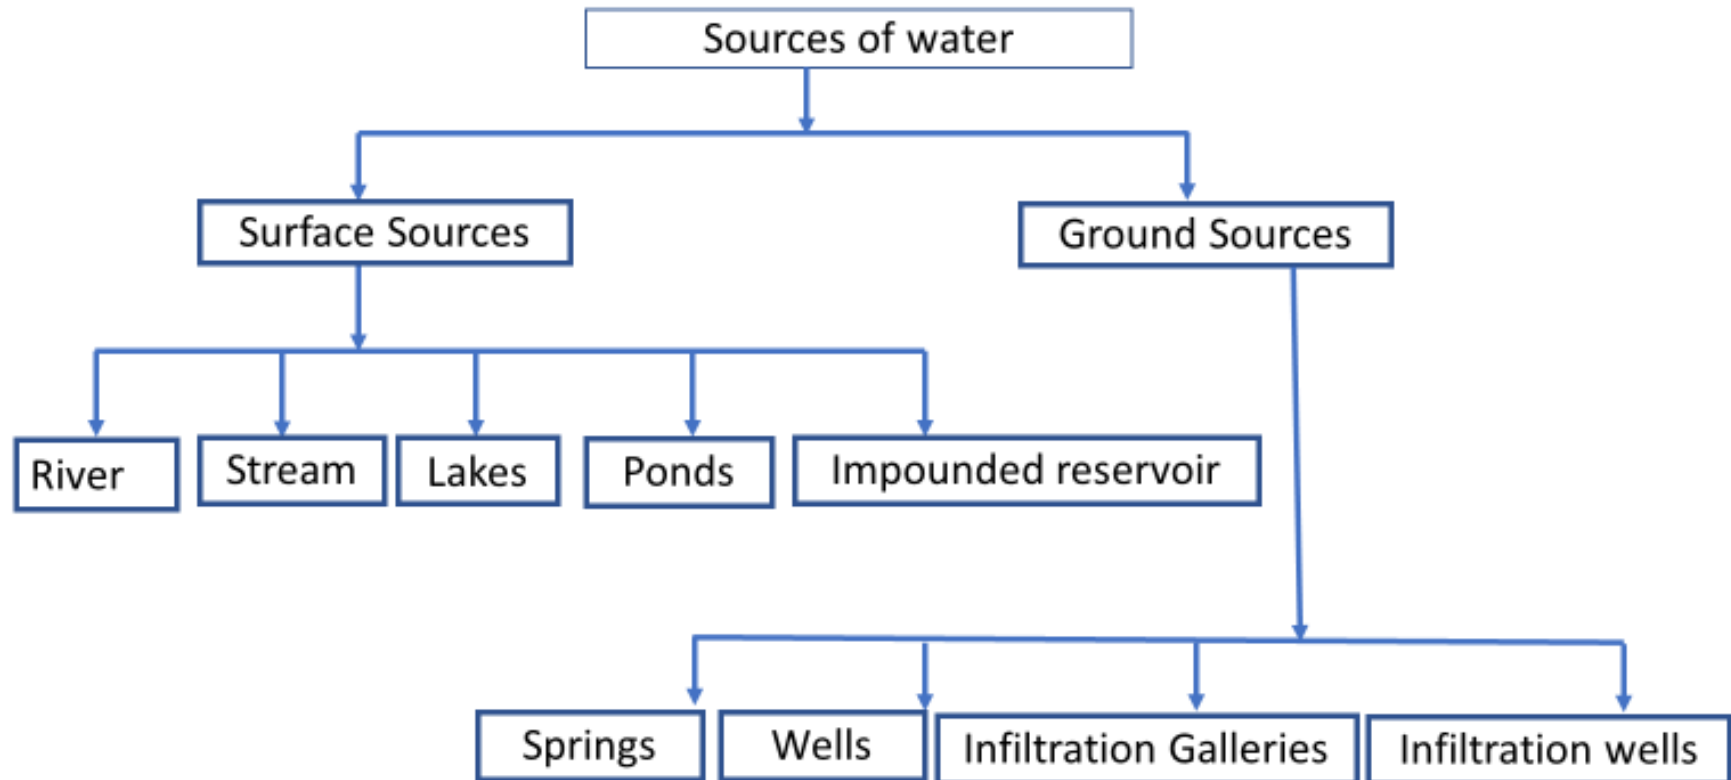 Sources of water
Surface Sources
Ground Sources
River
Stream
Lakes
Ponds
Impounded reservoir
Springs
Wells
Infiltration Galleries
Infiltration wells